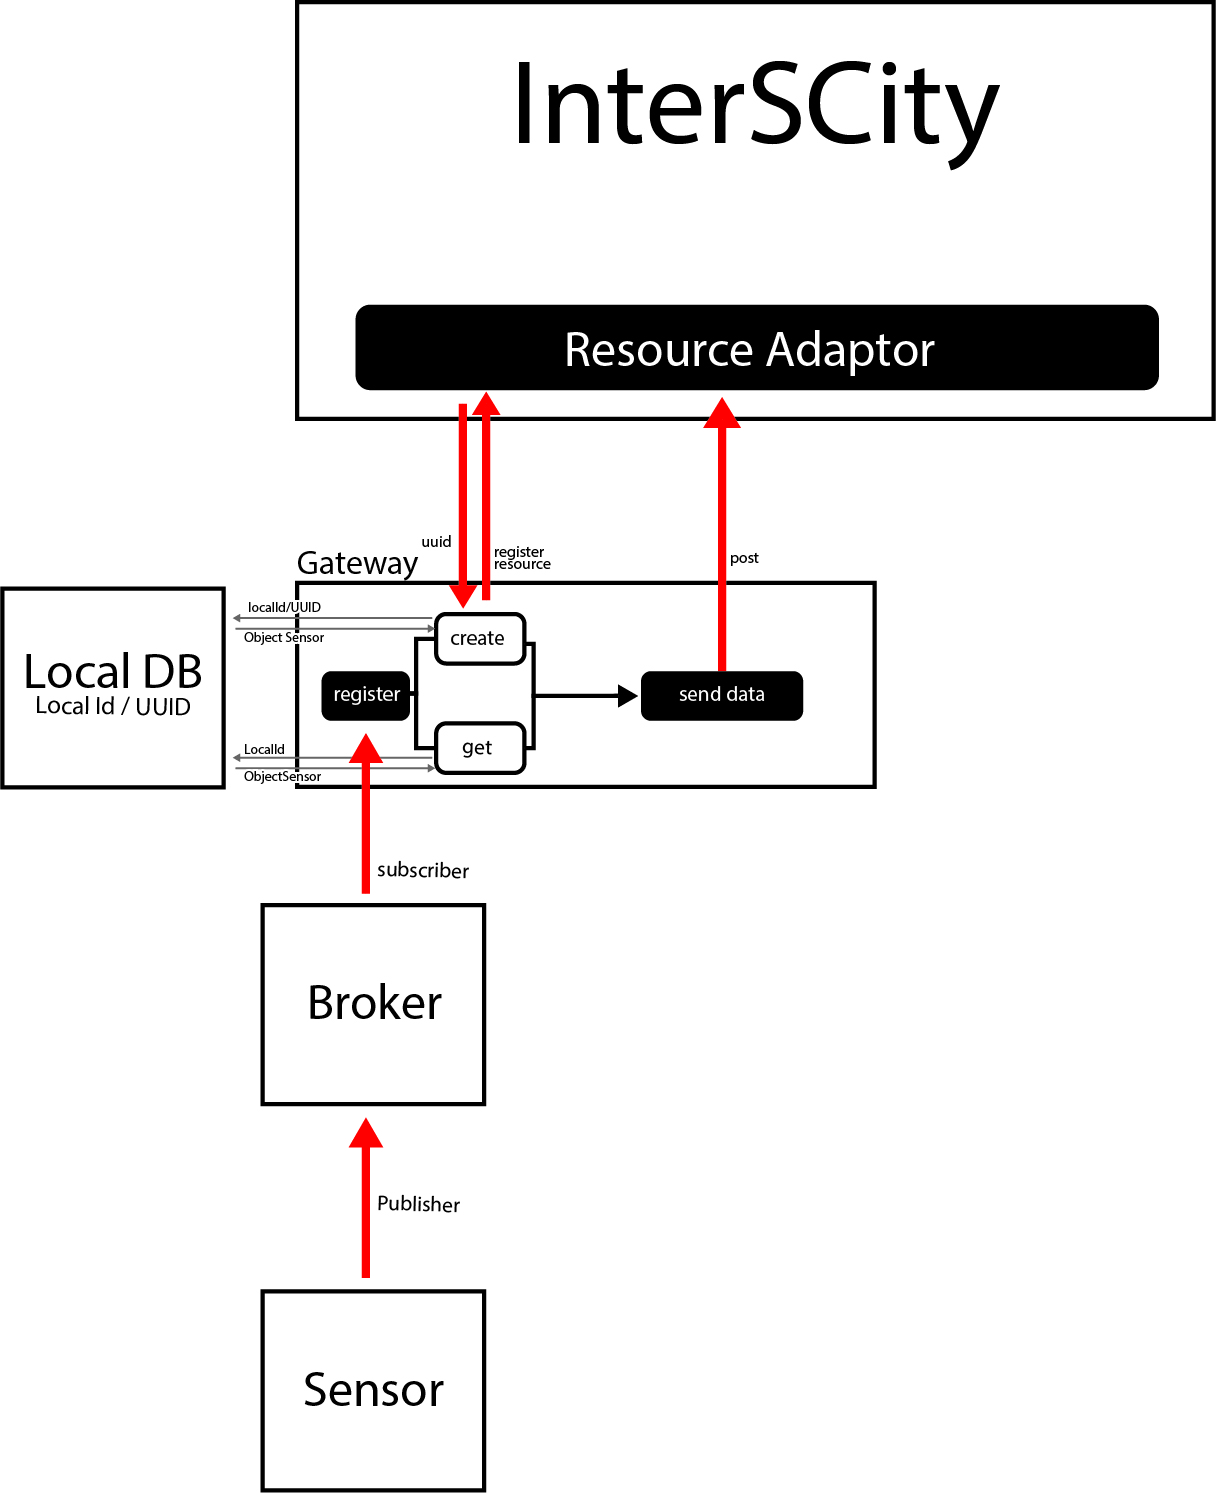 InterSCity
Resource Adaptor
uuid
register
resource
post
Gateway
localId/UUID
Object Sensor
create
Local DB
Local Id / UUID
register
send data
get
LocalId
ObjectSensor
subscriber
Broker
Publisher
Sensor